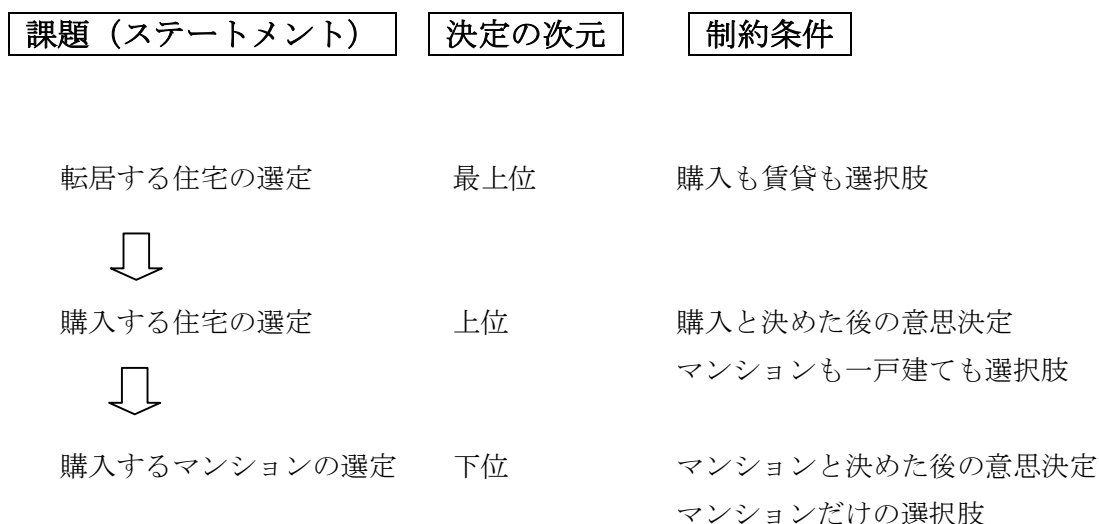 課題（ステートメント） 決定の次元 制約条件
転居する住宅の選定 最上位 購入も賃貸も選択肢
購入する住宅の選定 上位 購入と決めた後の意思決定
マンションも一戸建ても選択肢
購入するマンションの選定 下位 マンションと決めた後の意思決定
マンションだけの選択肢